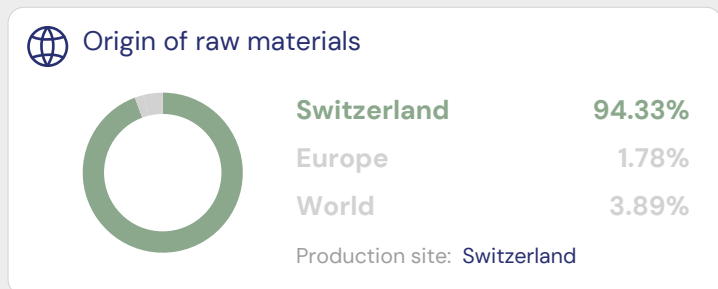 Origin of raw materials
Switzerland 94.33%
Europe 1.78%
World 3.89%
Production site: Switzerland